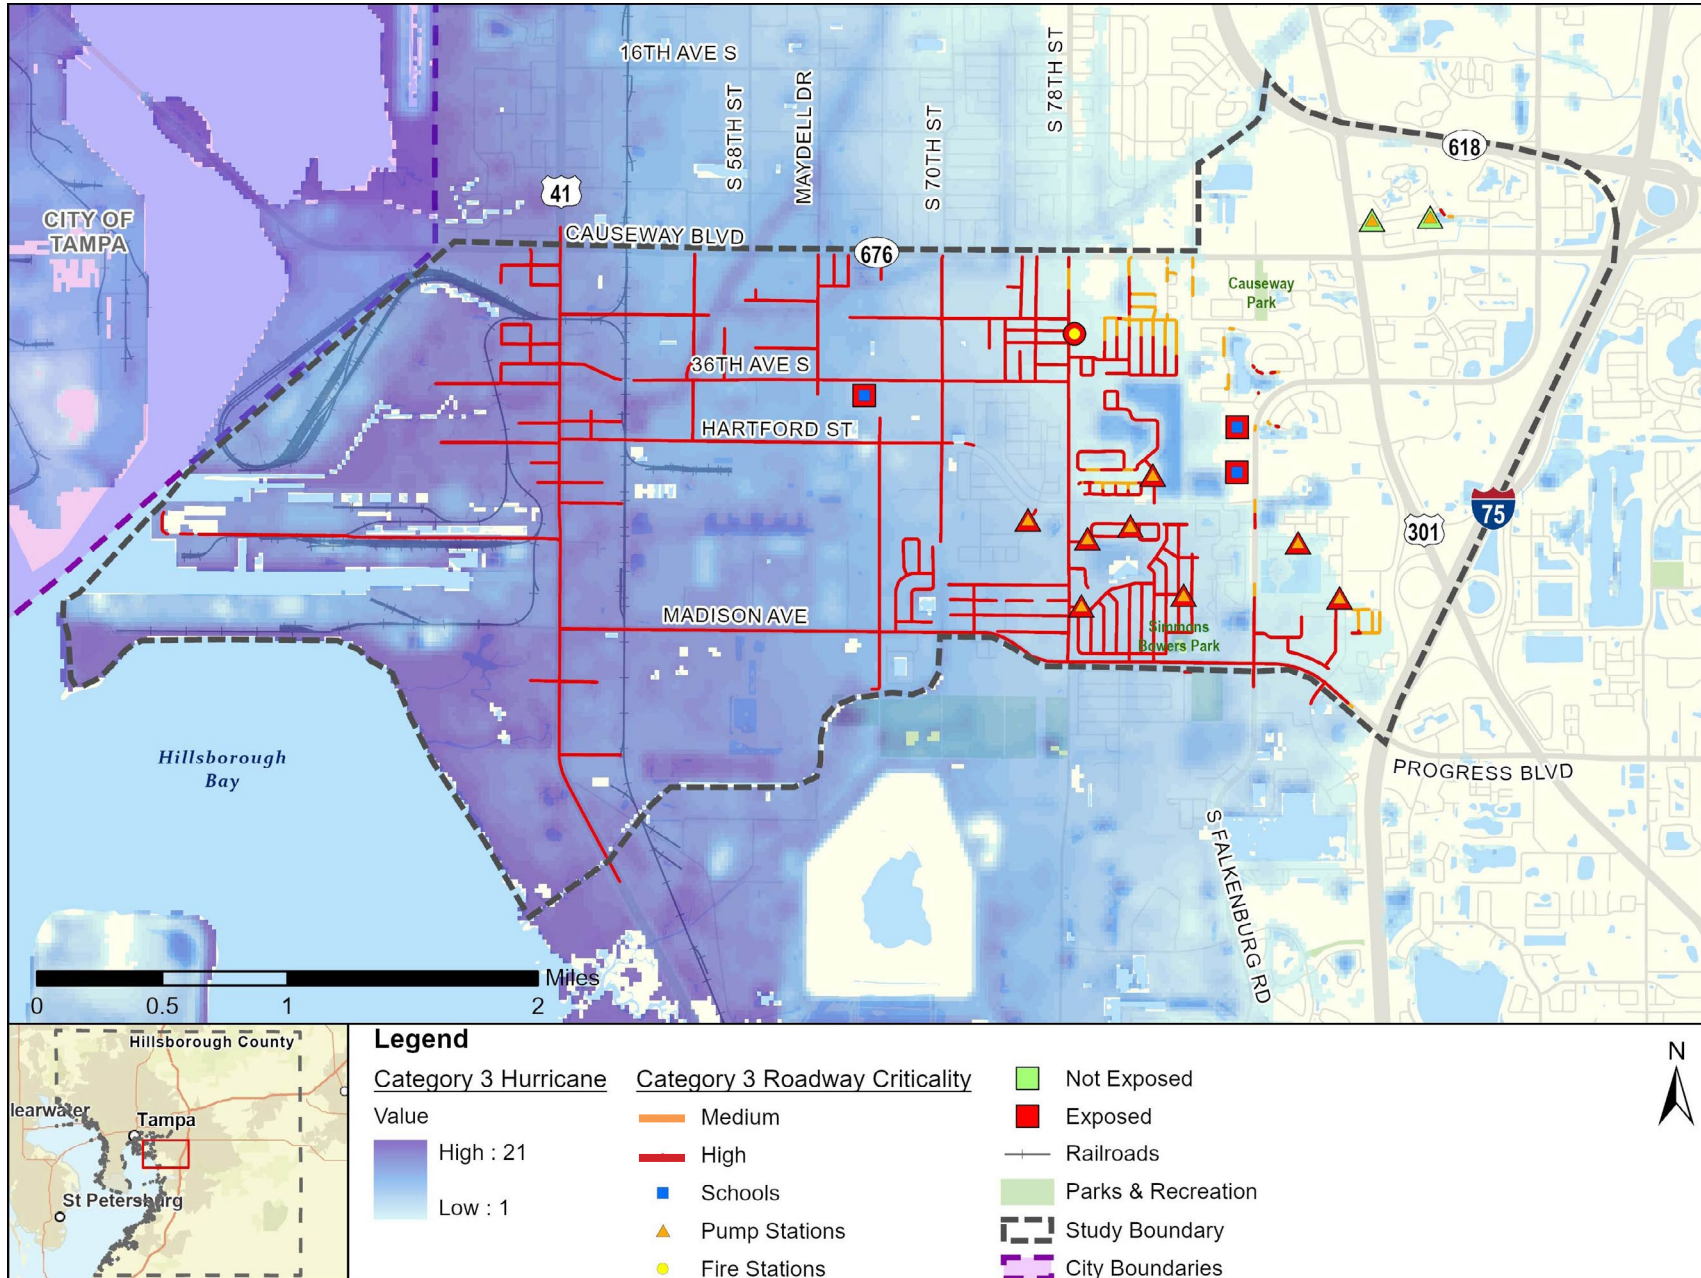 16TH AVE S
S 58TH ST
MAYDELL DR
S 70TH ST
S 78TH ST
618
CITY OF
TAMPA
41
CAUSEWAY BLVD
676
Causeway
Park
36TH AVE S
HARTFORD ST
75
301
MADISON AVE
Simmons
Bowers Park
Hillsborough
Bay
PROGRESS BLVD
S FALKENBURG RD
Miles
0 0.5 1 2
Hillsborough County
learwater
Tampa
St Petersburg
Legend
Category 3 Hurricane
Value
High : 21
Low : 1
Category 3 Roadway Criticality
Medium
High
Schools
Pump Stations
Fire Stations
Not Exposed
Exposed
Railroads
Parks & Recreation
Study Boundary
City Boundaries
N